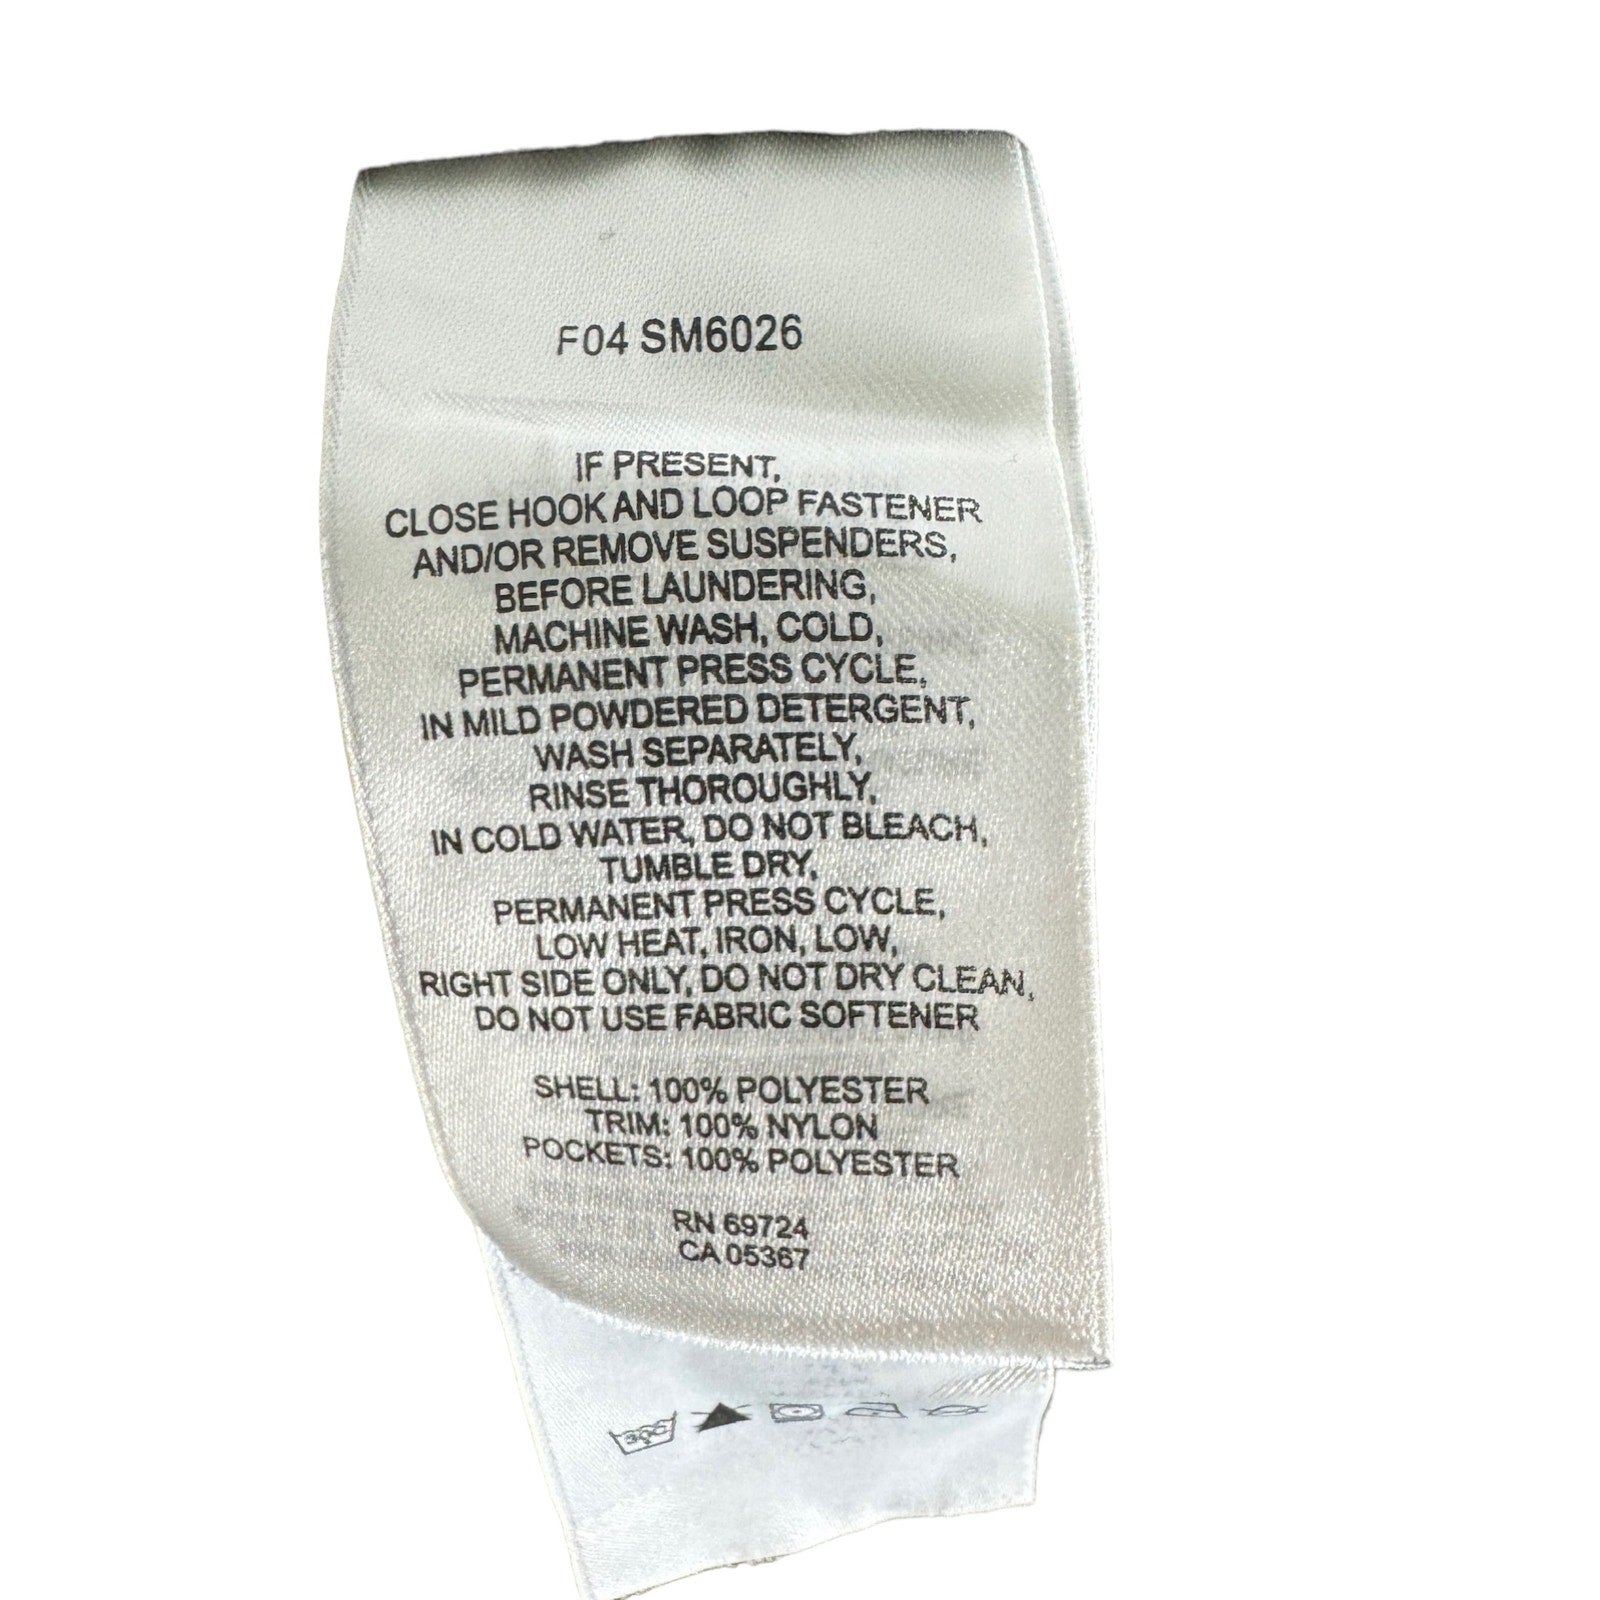 F04 SM6026
IF PRESENT,
CLOSE HOOK AND LOOP FASTENER
AND/OR REMOVE SUSPENDERS,
BEFORE LAUNDERING,
MACHINE WASH, COLD,
PERMANENT PRESS CYCLE,
IN MILD POWDERED DETERGENT,
WASH SEPARATELY,
RINSE THOROUGHLY,
IN COLD WATER, DO NOT BLEACH,
TUMBLE DRY,
PERMANENT PRESS CYCLE,
LOW HEAT, IRON, LOW,
RIGHT SIDE ONLY, DO NOT DRY CLEAN,
DO NOT USE FABRIC SOFTENER
SHELL: 100% POLYESTER
TRIM: 100% NYLON
POCKETS: 100% POLYESTER
RN 69724
CA 05367